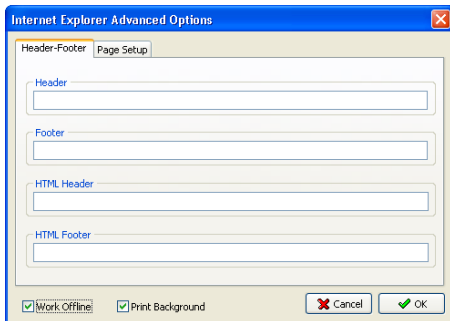 Internet Explorer Advanced Options
Header-Footer Page Setup
Header
Footer
HTML Header
HTML Footer
Work Offline Print Background Cancel OK